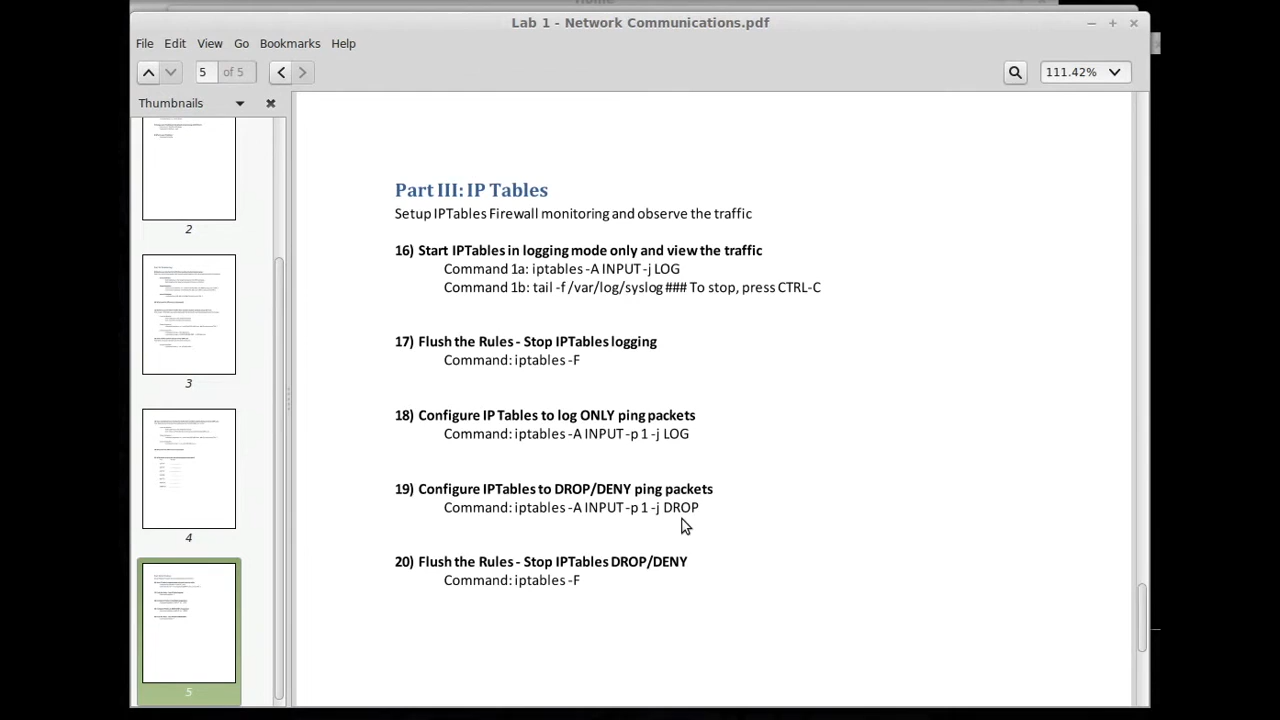 Lab 1 - Network Communications.pdf
File Edit View Go Bookmarks Help
5 of 5
111.42%
Thumbnails
2
3
4
5
Part III: IP Tables
Setup IPTables Firewall monitoring and observe the traffic
16) Start IPTables in logging mode only and view the traffic
Command 1a: iptables -A INPUT -j LOG
Command 1b: tail -f /var/log/syslog ### To stop, press CTRL-C
17) Flush the Rules - Stop IPTables logging
Command: iptables -F
18) Configure IP Tables to log ONLY ping packets
Command: iptables -A INPUT -p 1 -j LOG
19) Configure IPTables to DROP/DENY ping packets
Command: iptables -A INPUT -p 1 -j DROP
20) Flush the Rules - Stop IPTables DROP/DENY
Command: iptables -F